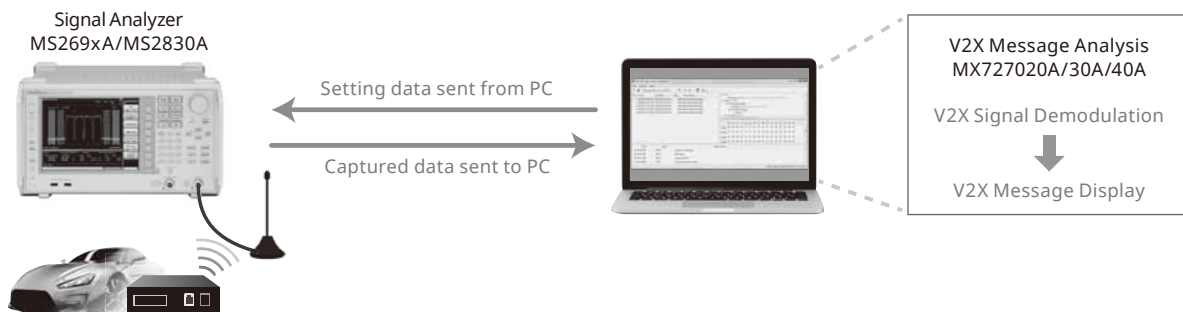 Signal Analyzer
MS269xA/MS2830A
Setting data sent from PC
Captured data sent to PC
V2X Message Analysis
MX727020A/30A/40A
V2X Signal Demodulation
V2X Message Display